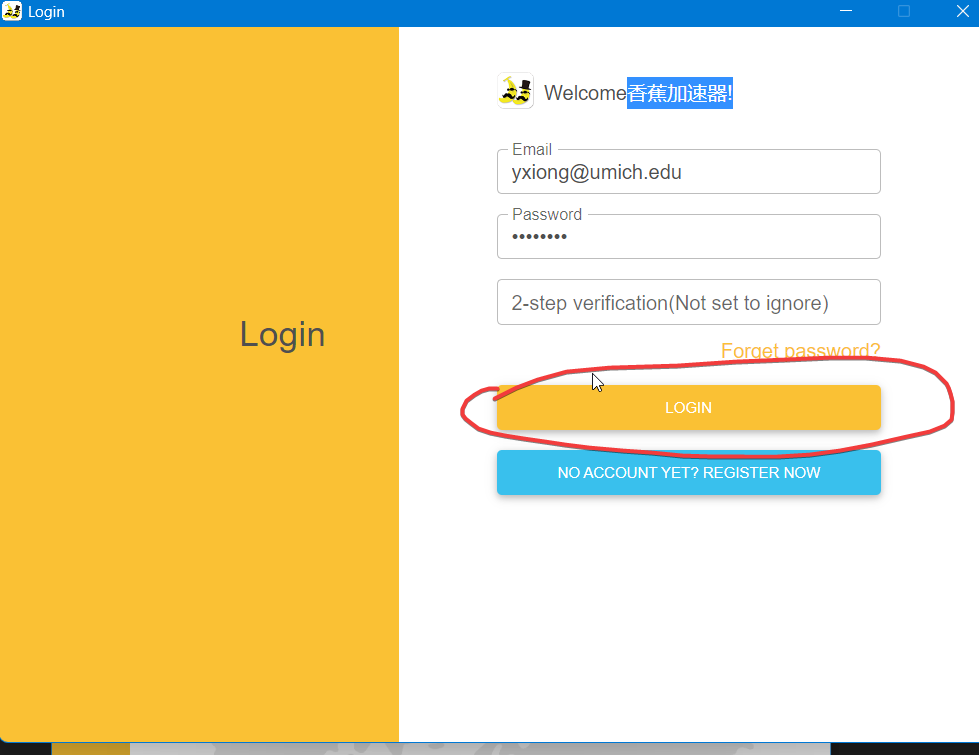 Login
Welcome香蕉加速器!
Email
yxiong@umich.edu
Password
••••••••
2-step verification(Not set to ignore)
Login
Forget password?
LOGIN
NO ACCOUNT YET? REGISTER NOW